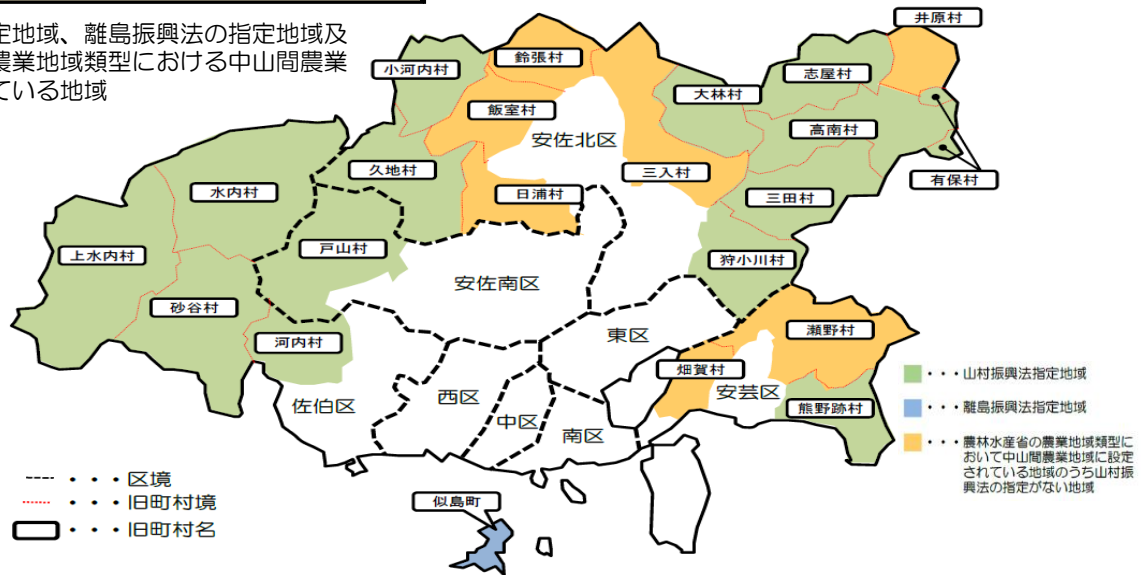 定地域、離島振興法の指定地域及
農業地域類型における中山間農業
ている地域
井原村
鈴張村
小河内村
志屋村
大林村
飯室村
高南村
安佐北区
久地村
三入村
有保村
水内村
日浦村
三田村
戸山村
上水内村
狩小川村
安佐南区
砂谷村
瀬野村
東区
河内村
畑賀村
・・・山村振興法指定地域
安芸区
西区
佐伯区
熊野跡村
・・・離島振興法指定地域
中区
南区
・・・農林水産省の農業地域類型に
おいて中山間農業地域に設定
されている地域のうち山村振
興法の指定がない地域
・・・区境
似島町
・・・旧町村境
・・・旧町村名